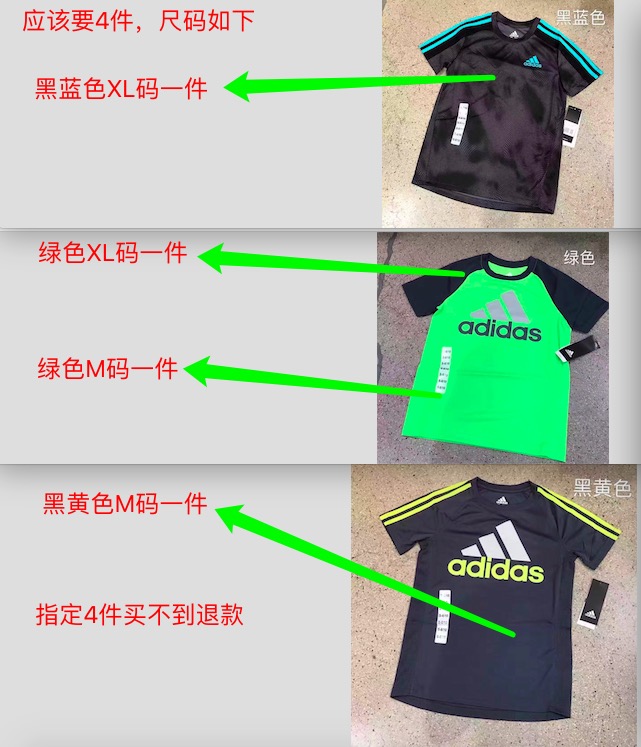 应该要4件，尺码如下
黑蓝色
黑蓝色XL码一件
adidas
绿色XL码一件
绿色
adidas
绿色M码一件
黑黄色
黑黄色M码一件
adidas
指定4件买不到退款